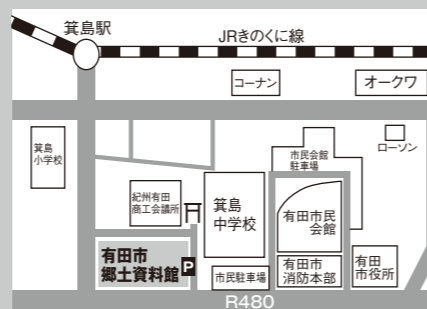 箕島駅
JRきのくに線
コーナン
オークワ
箕島
小学校
市民会館
駐車場
ローソン
紀州有田
商工会議所
箕島
中学校
有田市民
会館
有田市
郷土資料館
P
市民駐車場
有田市
消防本部
有田
市役所
R480